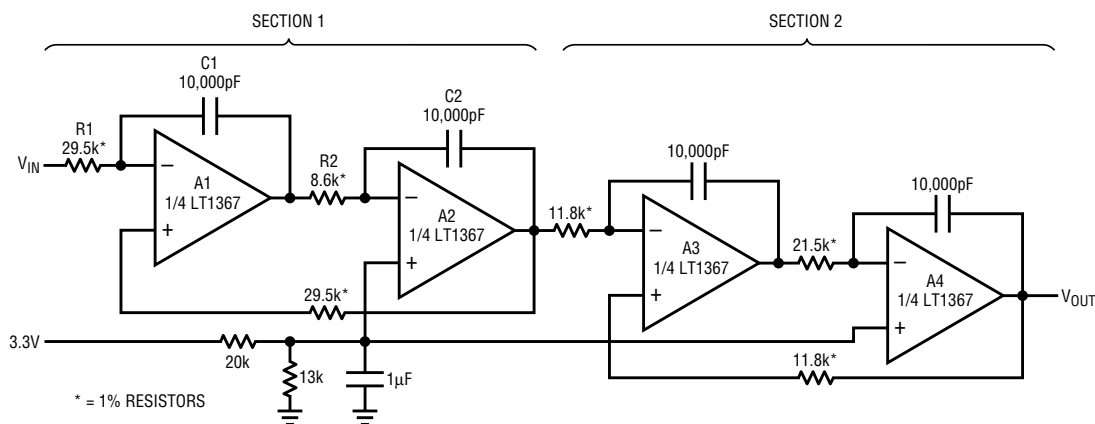 SECTION 1
SECTION 2
C1
10,000pF
C2
10,000pF
R1
29.5k*
VIN
–
A1
1/4 LT1367
+
R2
8.6k*
–
A2
1/4 LT1367
+
29.5k*
10,000pF
11.8k*
–
A3
1/4 LT1367
+
10,000pF
21.5k*
–
A4
1/4 LT1367
+
VOUT
11.8k*
3.3V
20k
13k
1µF
* = 1% RESISTORS